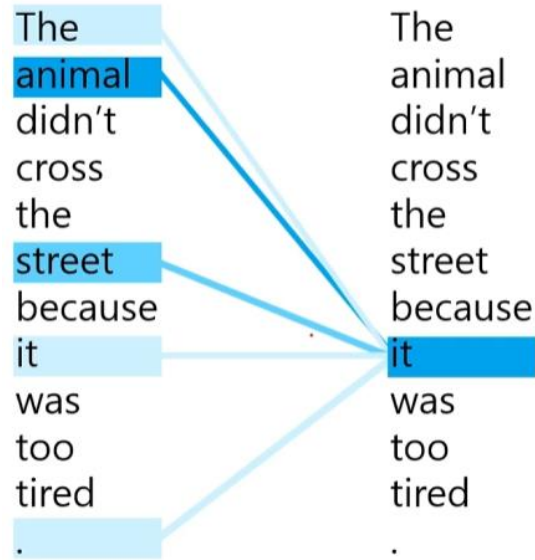 The
animal
didn't
cross
the
street
because
it
was
too
tired
.
The
animal
didn't
cross
the
street
because
it
was
too
tired
.